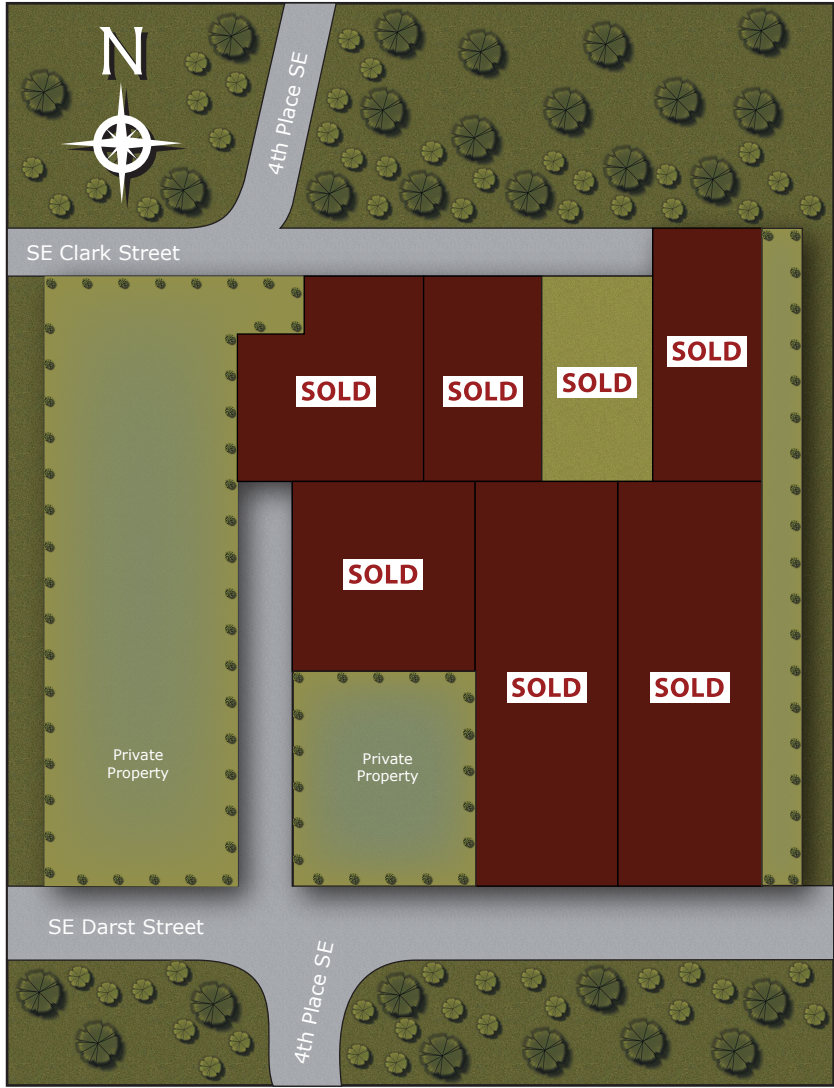 N
4th Place SE
SE Clark Street
SOLD
SOLD
SOLD
SOLD
SOLD
SOLD
SOLD
Private
Property
Private
Property
SE Darst Street
4th Place SE